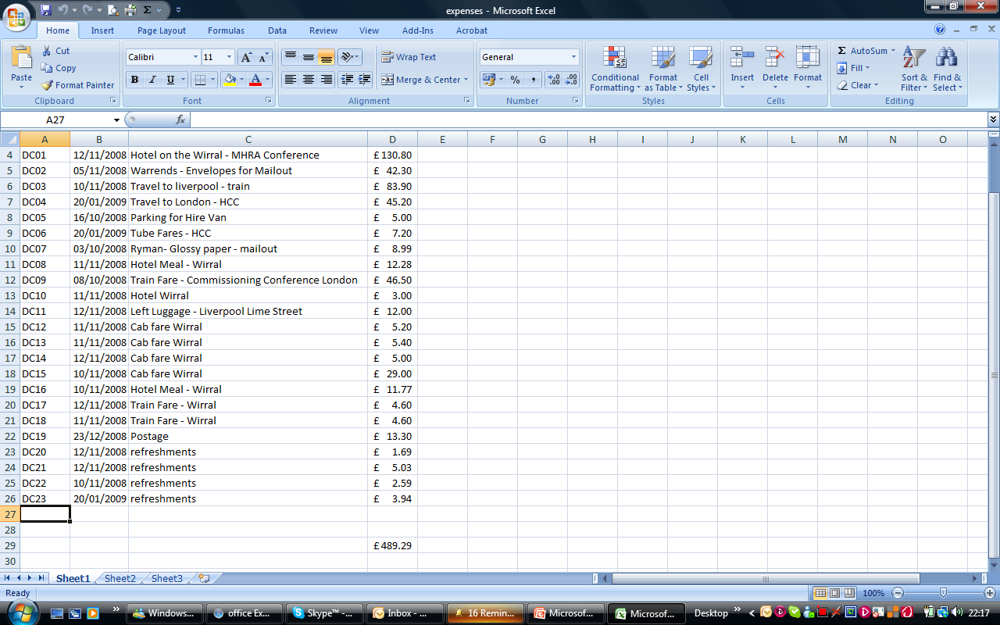 expenses - Microsoft Excel
Home Insert Page Layout Formulas Data Review View Add-Ins Acrobat
Paste Cut Copy Format Painter Clipboard
Calibri 11 A A B I U A Font
Wrap Text Merge & Center Alignment
General % , Number
Conditional Formatting Format as Table Cell Styles Styles
Insert Delete Format Cells
Σ AutoSum Fill Clear Sort & Filter Find & Select Editing
A27 fx
A B C D E F G H I J K L M N O
4 DC01 12/11/2008 Hotel on the Wirral - MHRA Conference £ 130.80
5 DC02 05/11/2008 Warrends - Envelopes for Mailout £ 42.30
6 DC03 10/11/2008 Travel to liverpool - train £ 83.90
7 DC04 20/01/2009 Travel to London - HCC £ 45.20
8 DC05 16/10/2008 Parking for Hire Van £ 5.00
9 DC06 20/01/2009 Tube Fares - HCC £ 7.20
10 DC07 03/10/2008 Ryman- Glossy paper - mailout £ 8.99
11 DC08 11/11/2008 Hotel Meal - Wirral £ 12.28
12 DC09 08/10/2008 Train Fare - Commissioning Conference London £ 46.50
13 DC10 11/11/2008 Hotel Wirral £ 3.00
14 DC11 12/11/2008 Left Luggage - Liverpool Lime Street £ 12.00
15 DC12 11/11/2008 Cab fare Wirral £ 5.20
16 DC13 11/11/2008 Cab fare Wirral £ 5.40
17 DC14 12/11/2008 Cab fare Wirral £ 5.00
18 DC15 10/11/2008 Cab fare Wirral £ 29.00
19 DC16 10/11/2008 Hotel Meal - Wirral £ 11.77
20 DC17 12/11/2008 Train Fare - Wirral £ 4.60
21 DC18 11/11/2008 Train Fare - Wirral £ 4.60
22 DC19 23/12/2008 Postage £ 13.30
23 DC20 12/11/2008 refreshments £ 1.69
24 DC21 12/11/2008 refreshments £ 5.03
25 DC22 10/11/2008 refreshments £ 2.59
26 DC23 20/01/2009 refreshments £ 3.94
27
28
29 £ 489.29
30
Sheet1 Sheet2 Sheet3
Ready 100%
Windows... office Ex... Skype™ -... Inbox - ... 16 Remin... Microsof... Microsof... Desktop 22:17